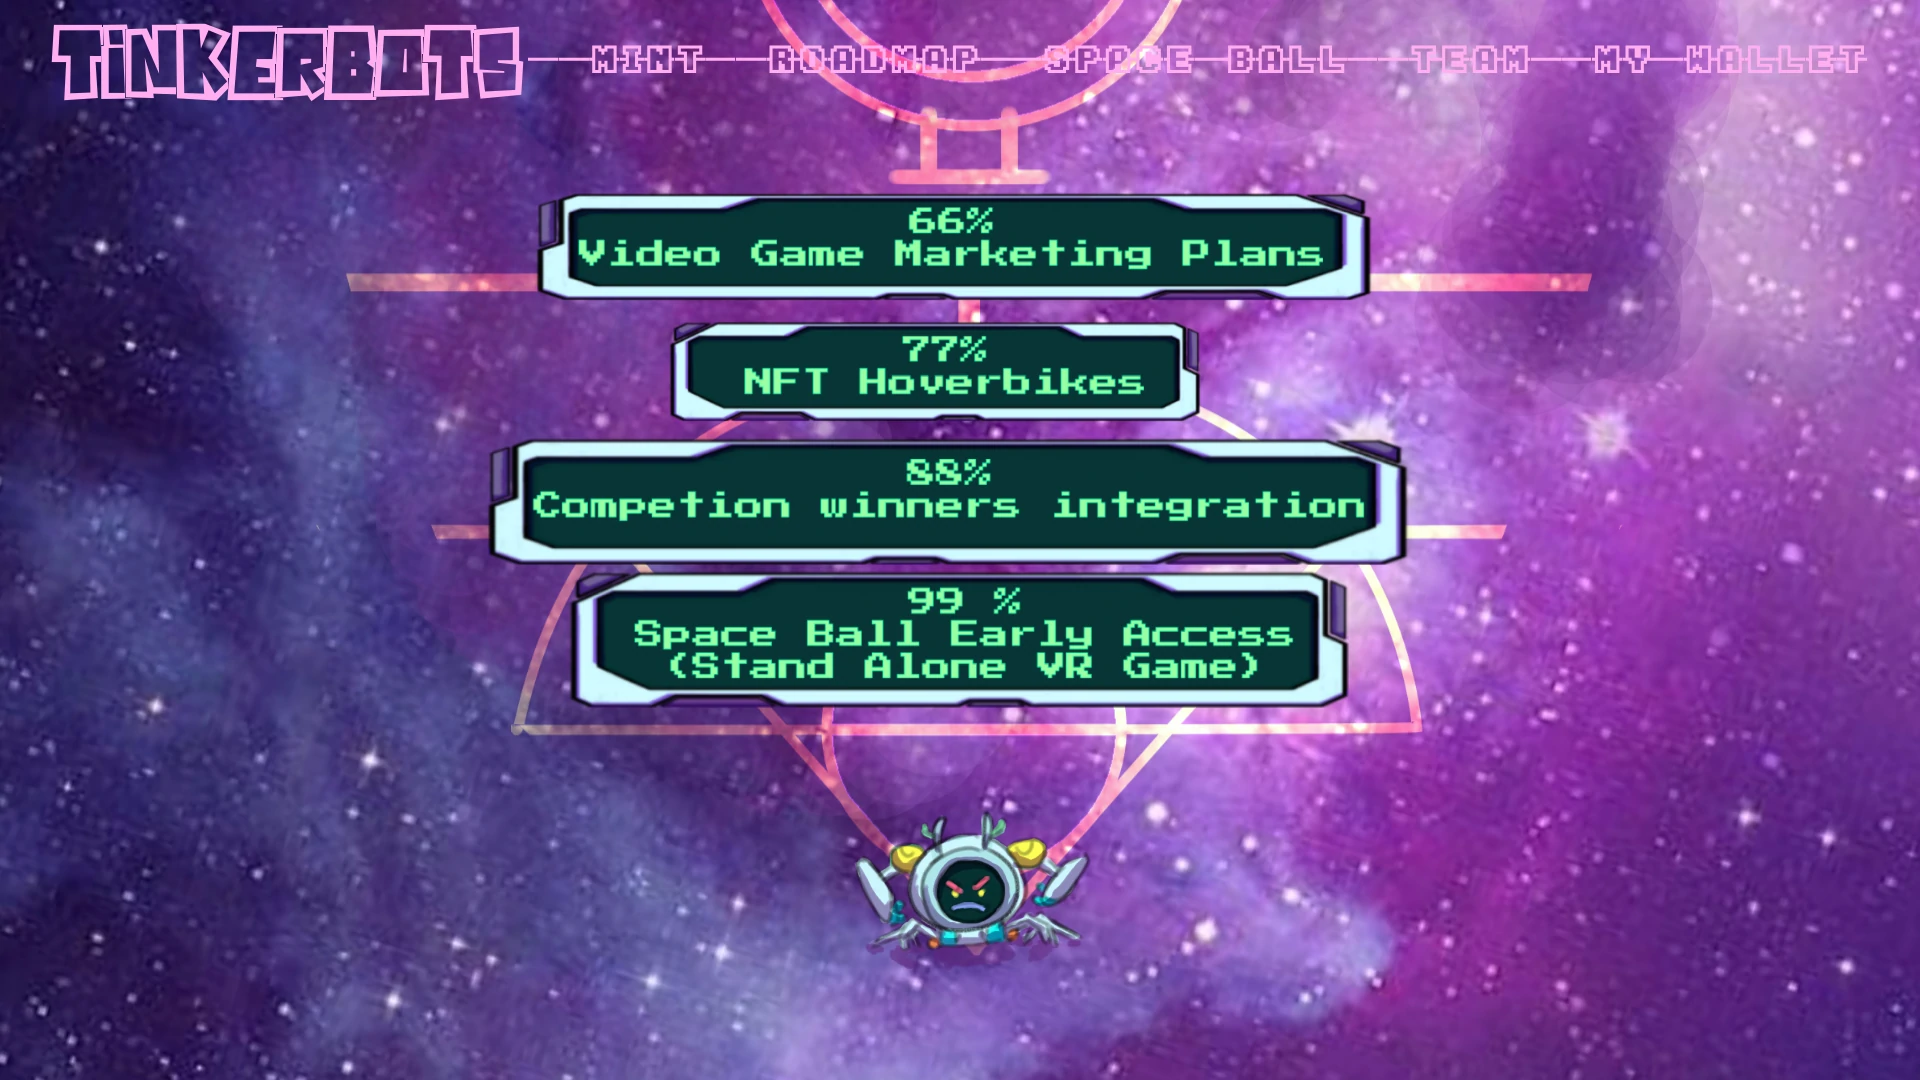 TiNKERBOTS
MINT ROADMAP SPACE BALL TEAM MY WALLET
66%
Video Game Marketing Plans
77%
NFT Hoverbikes
88%
Competion winners integration
99 %
Space Ball Early Access
(Stand Alone VR Game)